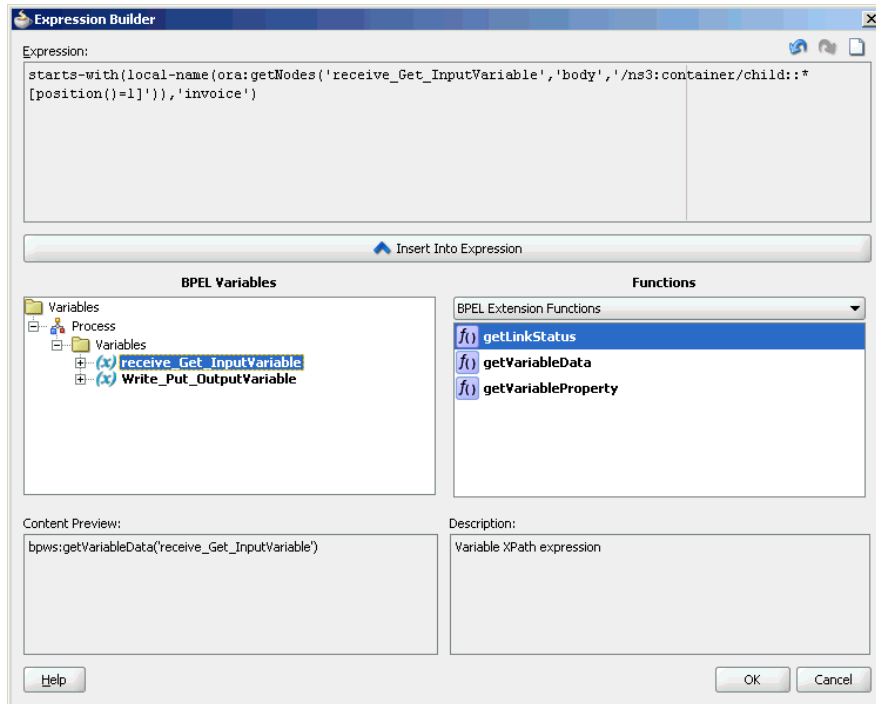 Expression Builder
Expression:
starts-with(local-name(ora:getNodes('receive_Get_InputVariable','body','/ns3:container/child::*
[position()=1]')),'invoice')
Insert Into Expression
BPEL Variables
Functions
Variables
Process
Variables
(x) receive_Get_InputVariable
(x) Write_Put_OutputVariable
BPEL Extension Functions
f() getLinkStatus
f() getVariableData
f() getVariableProperty
Content Preview:
bpws:getVariableData('receive_Get_InputVariable')
Description:
Variable XPath expression
Help
OK
Cancel